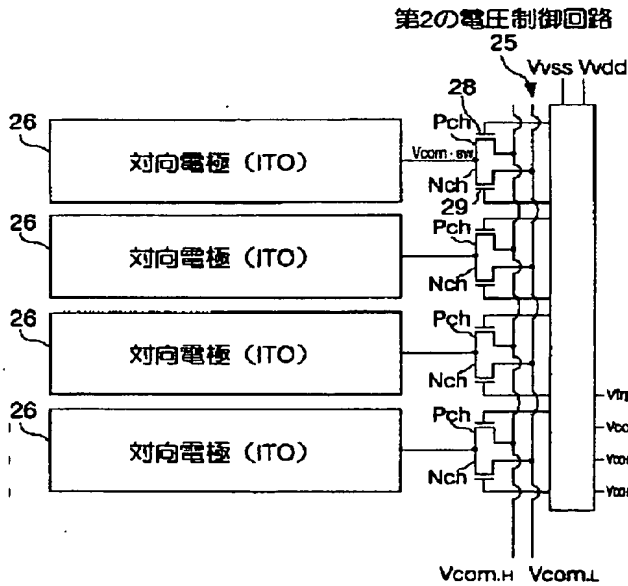 第2の電圧制御回路
25
Vvss Vvdd
28
26
Pch
対向電極（ITO）
Vcom·sw
Nch
29
26
Pch
対向電極（ITO）
Nch
26
Pch
対向電極（ITO）
Nch
26
Pch
対向電極（ITO）
Nch
Vcom.H Vcom.L